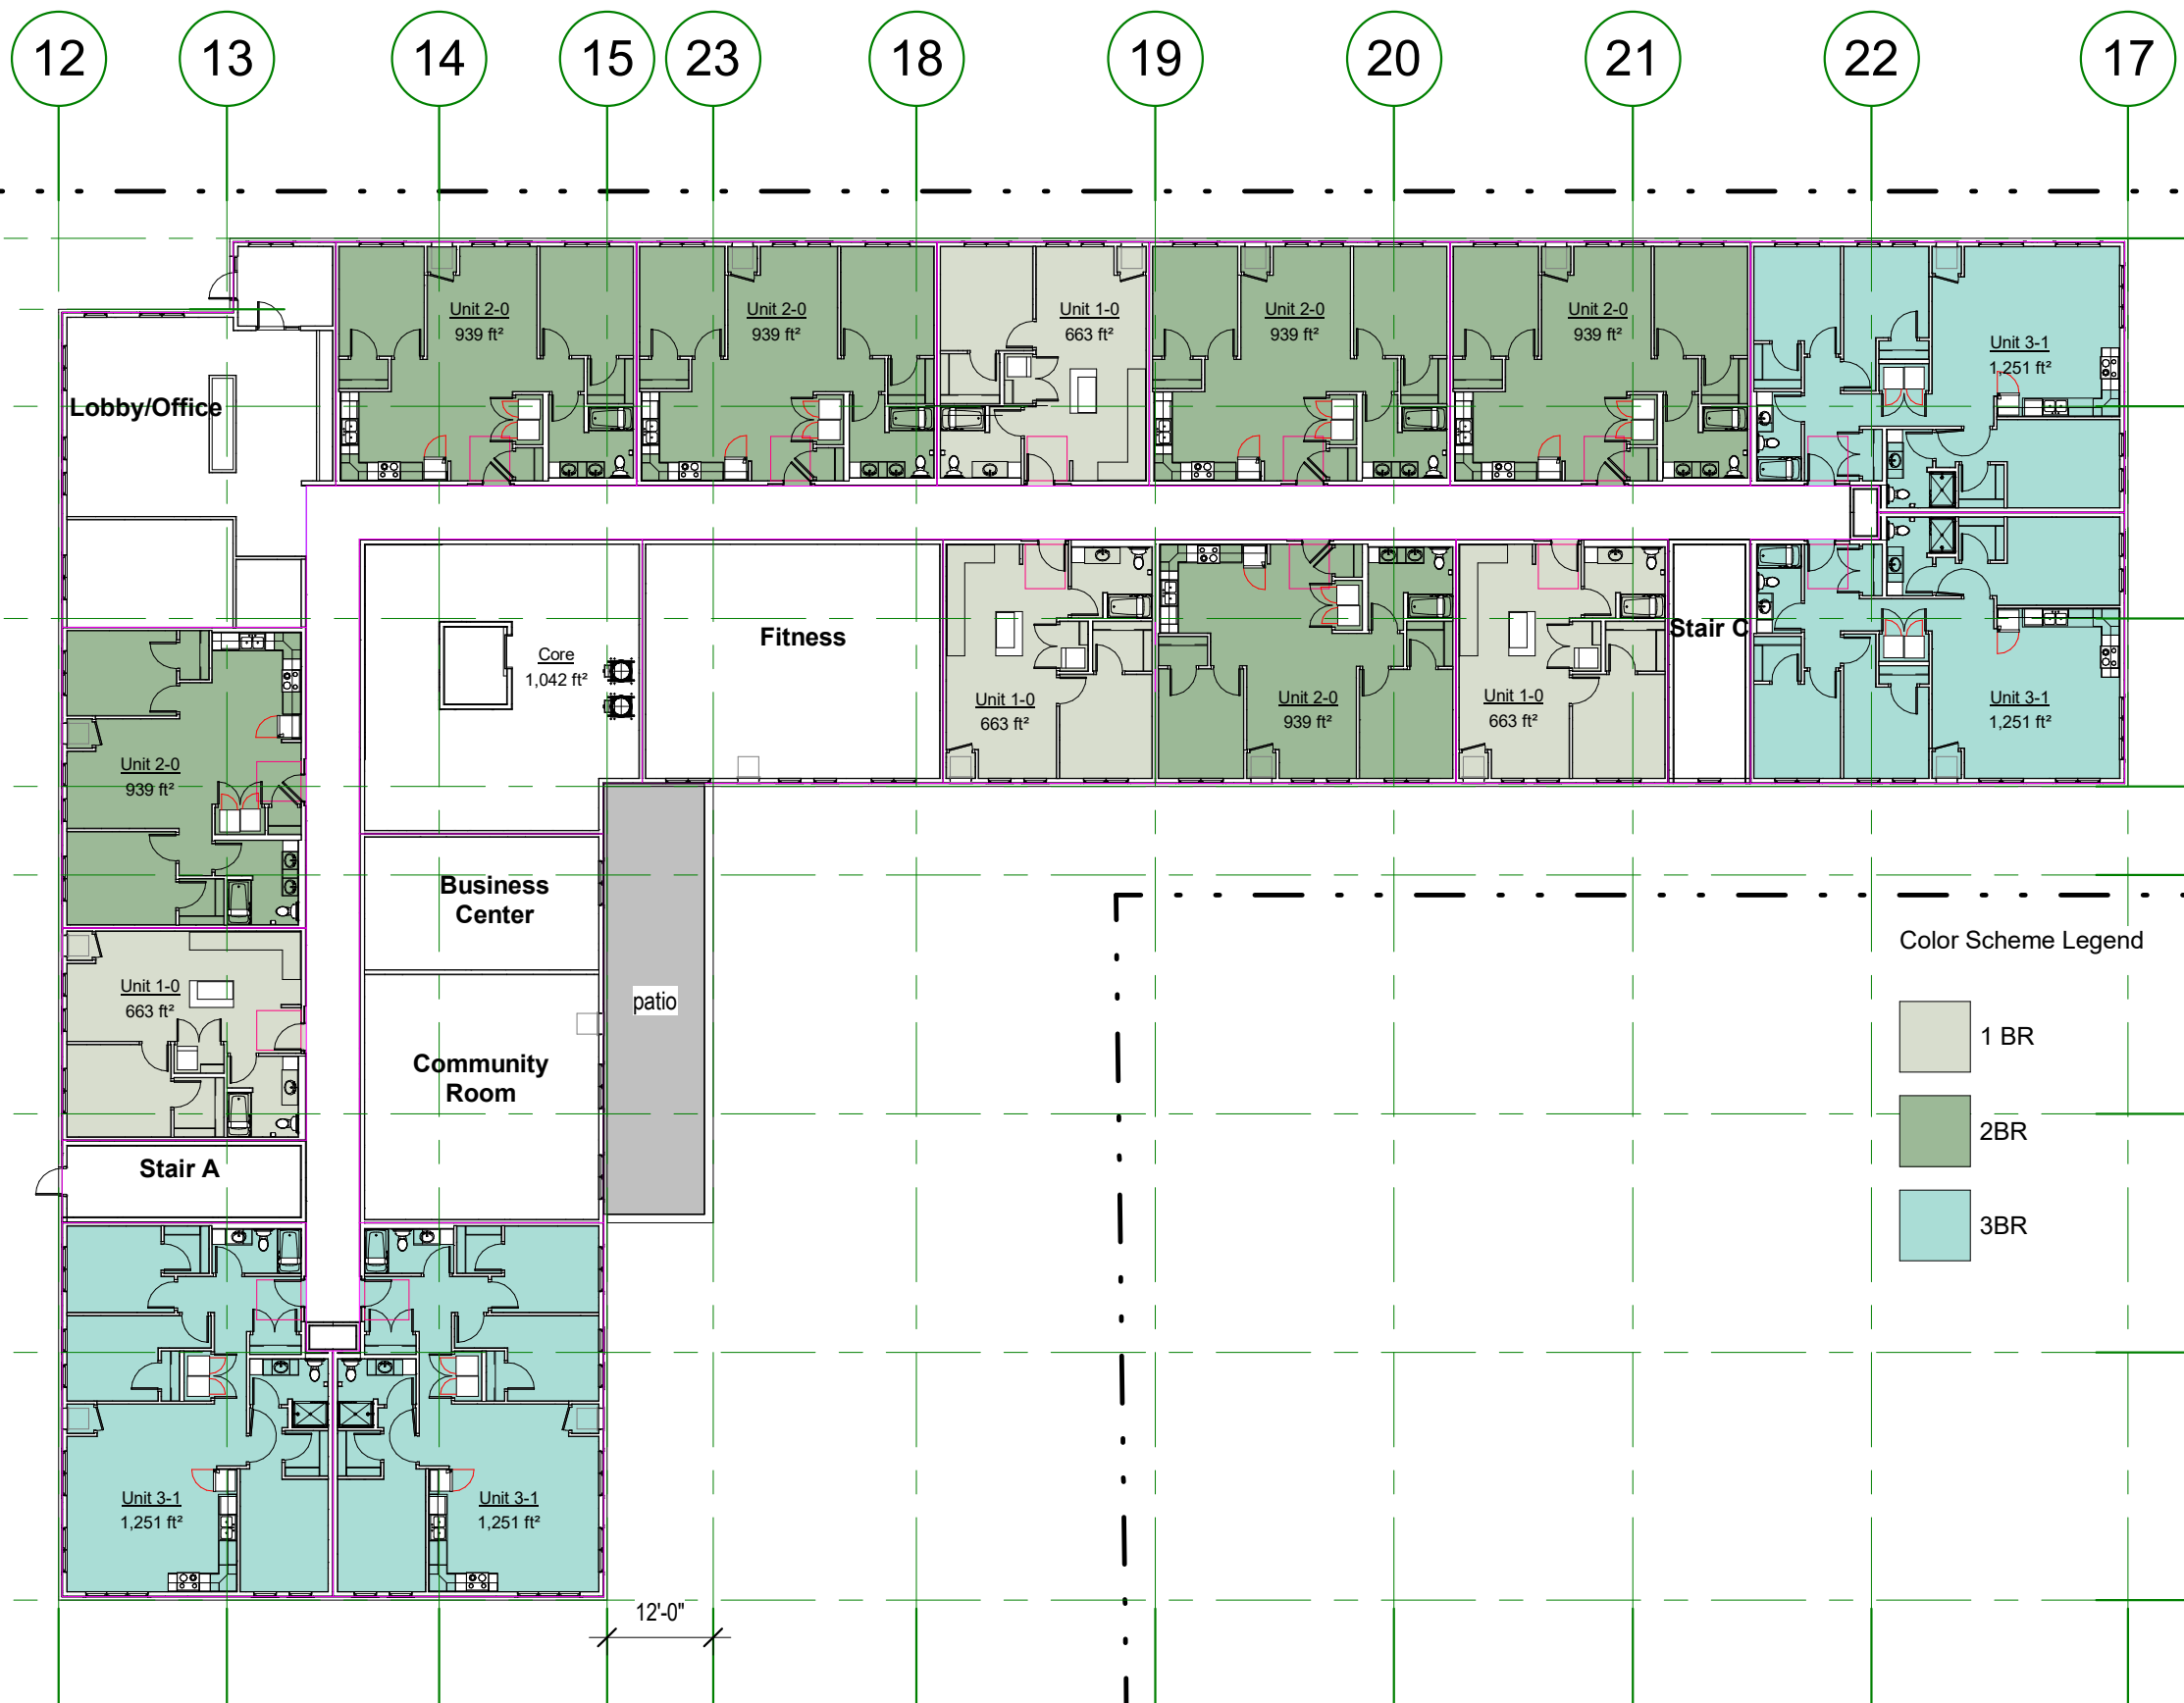 12 13 14 15 23 18 19 20 21 22 17
Unit 2-0
939 ft²
Unit 2-0
939 ft²
Unit 1-0
663 ft²
Unit 2-0
939 ft²
Unit 2-0
939 ft²
Unit 3-1
1,251 ft²
Lobby/Office
Core
1,042 ft²
Fitness
Unit 1-0
663 ft²
Unit 2-0
939 ft²
Unit 1-0
663 ft²
Stair C
Unit 3-1
1,251 ft²
Unit 2-0
939 ft²
Business
Center
Unit 1-0
663 ft²
patio
Community
Room
Stair A
Unit 3-1
1,251 ft²
Unit 3-1
1,251 ft²
12'-0"
Color Scheme Legend
1 BR
2BR
3BR